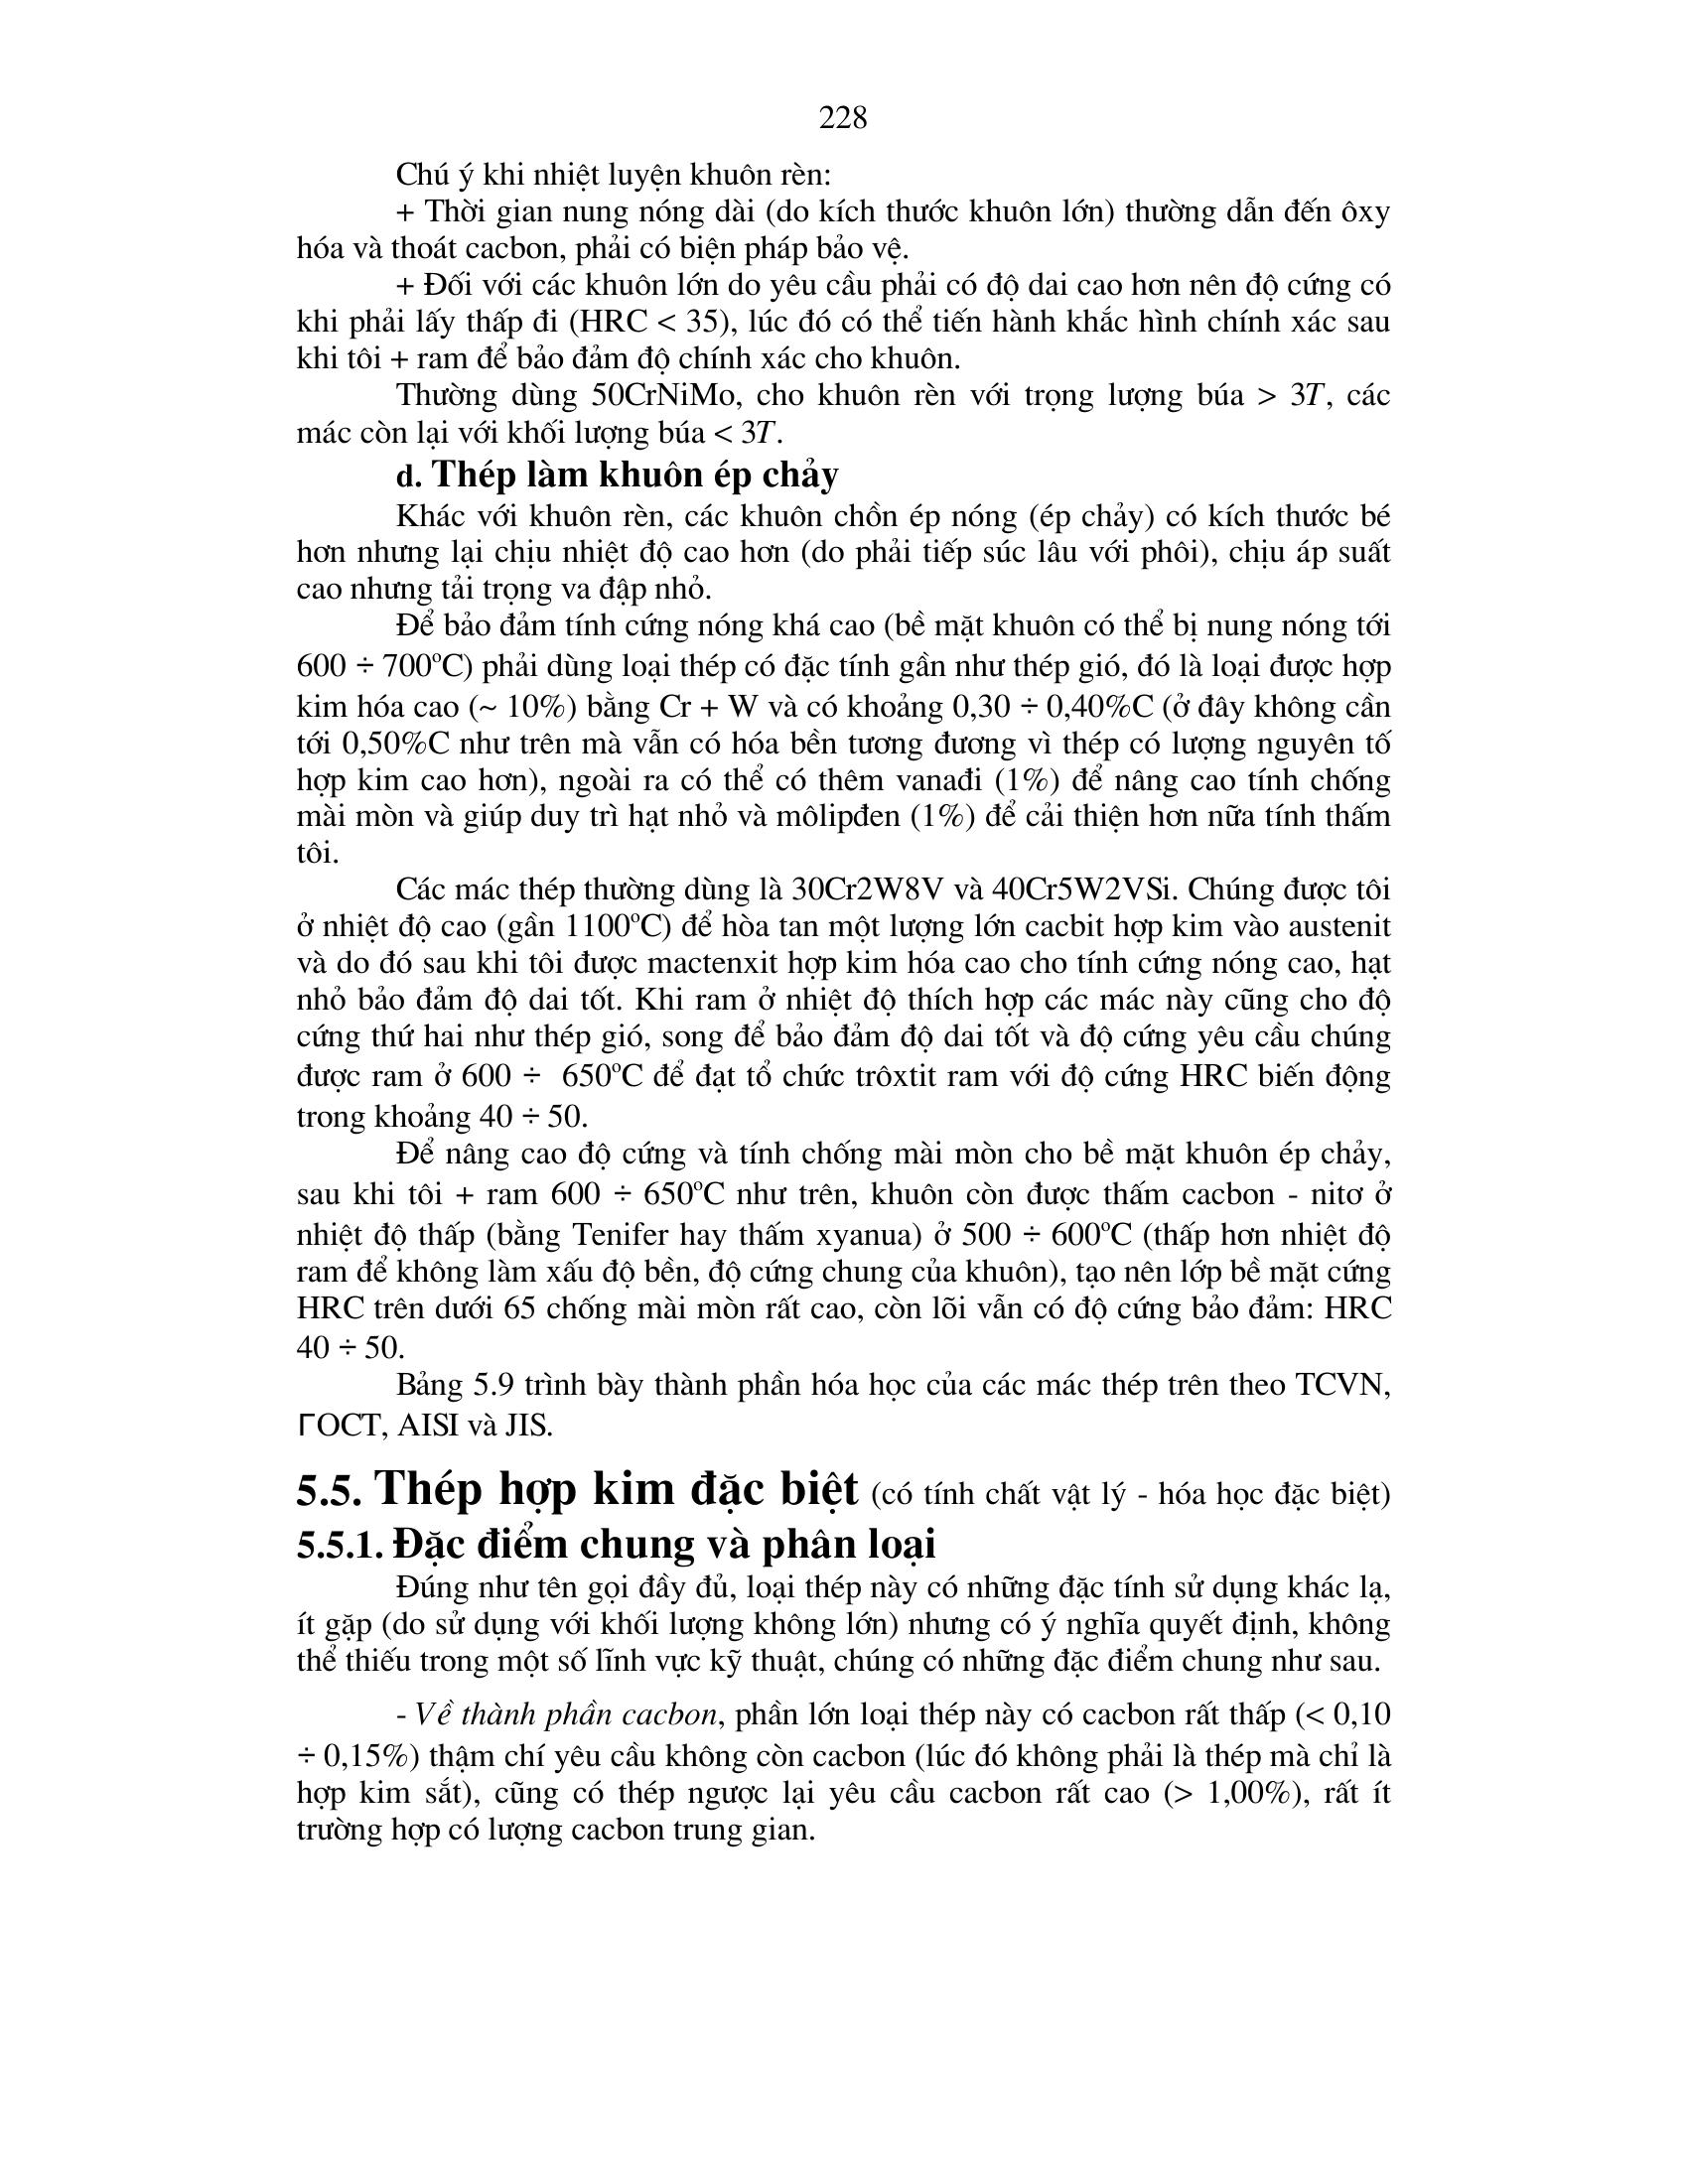 228
Chú ý khi nhiệt luyện khuôn rèn:
+ Thời gian nung nóng dài (do kích thước khuôn lớn) thường dẫn đến ôxy
hóa và thoát cacbon, phải có biện pháp bảo vệ.
+ Đối với các khuôn lớn do yêu cầu phải có độ dai cao hơn nên độ cứng có
khi phải lấy thấp đi (HRC < 35), lúc đó có thể tiến hành khắc hình chính xác sau
khi tôi + ram để bảo đảm độ chính xác cho khuôn.
Thường dùng 50CrNiMo, cho khuôn rèn với trọng lượng búa > 3T, các
mác còn lại với khối lượng búa < 3T.
d. Thép làm khuôn ép chảy
Khác với khuôn rèn, các khuôn chồn ép nóng (ép chảy) có kích thước bé
hơn nhưng lại chịu nhiệt độ cao hơn (do phải tiếp súc lâu với phôi), chịu áp suất
cao nhưng tải trọng va đập nhỏ.
Để bảo đảm tính cứng nóng khá cao (bề mặt khuôn có thể bị nung nóng tới
600 ÷ 700ºC) phải dùng loại thép có đặc tính gần như thép gió, đó là loại được hợp
kim hóa cao (~ 10%) bằng Cr + W và có khoảng 0,30 ÷ 0,40%C (ở đây không cần
tới 0,50%C như trên mà vẫn có hóa bền tương đương vì thép có lượng nguyên tố
hợp kim cao hơn), ngoài ra có thể có thêm vanađi (1%) để nâng cao tính chống
mài mòn và giúp duy trì hạt nhỏ và môlipđen (1%) để cải thiện hơn nữa tính thấm
tôi.
Các mác thép thường dùng là 30Cr2W8V và 40Cr5W2VSi. Chúng được tôi
ở nhiệt độ cao (gần 1100ºC) để hòa tan một lượng lớn cacbit hợp kim vào austenit
và do đó sau khi tôi được mactenxit hợp kim hóa cao cho tính cứng nóng cao, hạt
nhỏ bảo đảm độ dai tốt. Khi ram ở nhiệt độ thích hợp các mác này cũng cho độ
cứng thứ hai như thép gió, song để bảo đảm độ dai tốt và độ cứng yêu cầu chúng
được ram ở 600 ÷ 650ºC để đạt tổ chức trôxtit ram với độ cứng HRC biến động
trong khoảng 40 ÷ 50.
Để nâng cao độ cứng và tính chống mài mòn cho bề mặt khuôn ép chảy,
sau khi tôi + ram 600 ÷ 650ºC như trên, khuôn còn được thấm cacbon - nitơ ở
nhiệt độ thấp (bằng Tenifer hay thấm xyanua) ở 500 ÷ 600ºC (thấp hơn nhiệt độ
ram để không làm xấu độ bền, độ cứng chung của khuôn), tạo nên lớp bề mặt cứng
HRC trên dưới 65 chống mài mòn rất cao, còn lõi vẫn có độ cứng bảo đảm: HRC
40 ÷ 50.
Bảng 5.9 trình bày thành phần hóa học của các mác thép trên theo TCVN,
ГOCT, AISI và JIS.
5.5. Thép hợp kim đặc biệt (có tính chất vật lý - hóa học đặc biệt)
5.5.1. Đặc điểm chung và phân loại
Đúng như tên gọi đầy đủ, loại thép này có những đặc tính sử dụng khác lạ,
ít gặp (do sử dụng với khối lượng không lớn) nhưng có ý nghĩa quyết định, không
thể thiếu trong một số lĩnh vực kỹ thuật, chúng có những đặc điểm chung như sau.
- Về thành phần cacbon, phần lớn loại thép này có cacbon rất thấp (< 0,10
÷ 0,15%) thậm chí yêu cầu không còn cacbon (lúc đó không phải là thép mà chỉ là
hợp kim sắt), cũng có thép ngược lại yêu cầu cacbon rất cao (> 1,00%), rất ít
trường hợp có lượng cacbon trung gian.